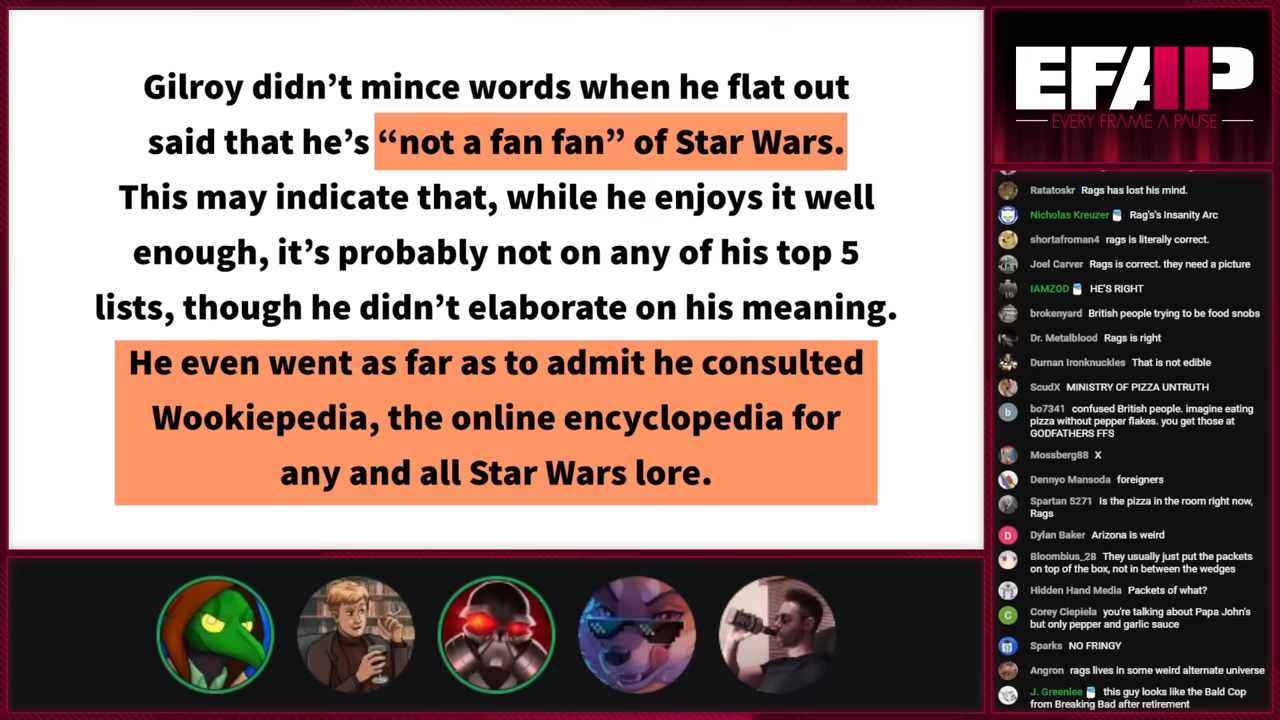 Gilroy didn’t mince words when he flat out
said that he’s “not a fan fan” of Star Wars.
This may indicate that, while he enjoys it well
enough, it’s probably not on any of his top 5
lists, though he didn’t elaborate on his meaning.
He even went as far as to admit he consulted
Wookiepedia, the online encyclopedia for
any and all Star Wars lore.
EFAP
EVERY FRAME A PAUSE
Ratatoskr Rags has lost his mind.
Nicholas Kreuzer Rag's's Insanity Arc
shortafroman4 rags is literally correct.
Joel Carver Rags is correct. they need a picture
IAMZOD HE'S RIGHT
brokenyard British people trying to be food snobs
Dr. Metalblood Rags is right
Durnan Ironknuckles That is not edible
ScudX MINISTRY OF PIZZA UNTRUTH
b bo7341 confused British people. imagine eating
pizza without pepper flakes. you get those at
GODFATHERS FFS
Mossberg88 X
Dennyo Mansoda foreigners
Spartan 5271 Is the pizza in the room right now,
Rags
D Dylan Baker Arizona is weird
Bloombius_28 They usually just put the packets
on top of the box, not in between the wedges
Hidden Hand Media Packets of what?
C Corey Ciepiela you're talking about Papa John's
but only pepper and garlic sauce
Sparks NO FRINGY
Angron rags lives in some weird alternate universe
J. Greenlee this guy looks like the Bald Cop
from Breaking Bad after retirement